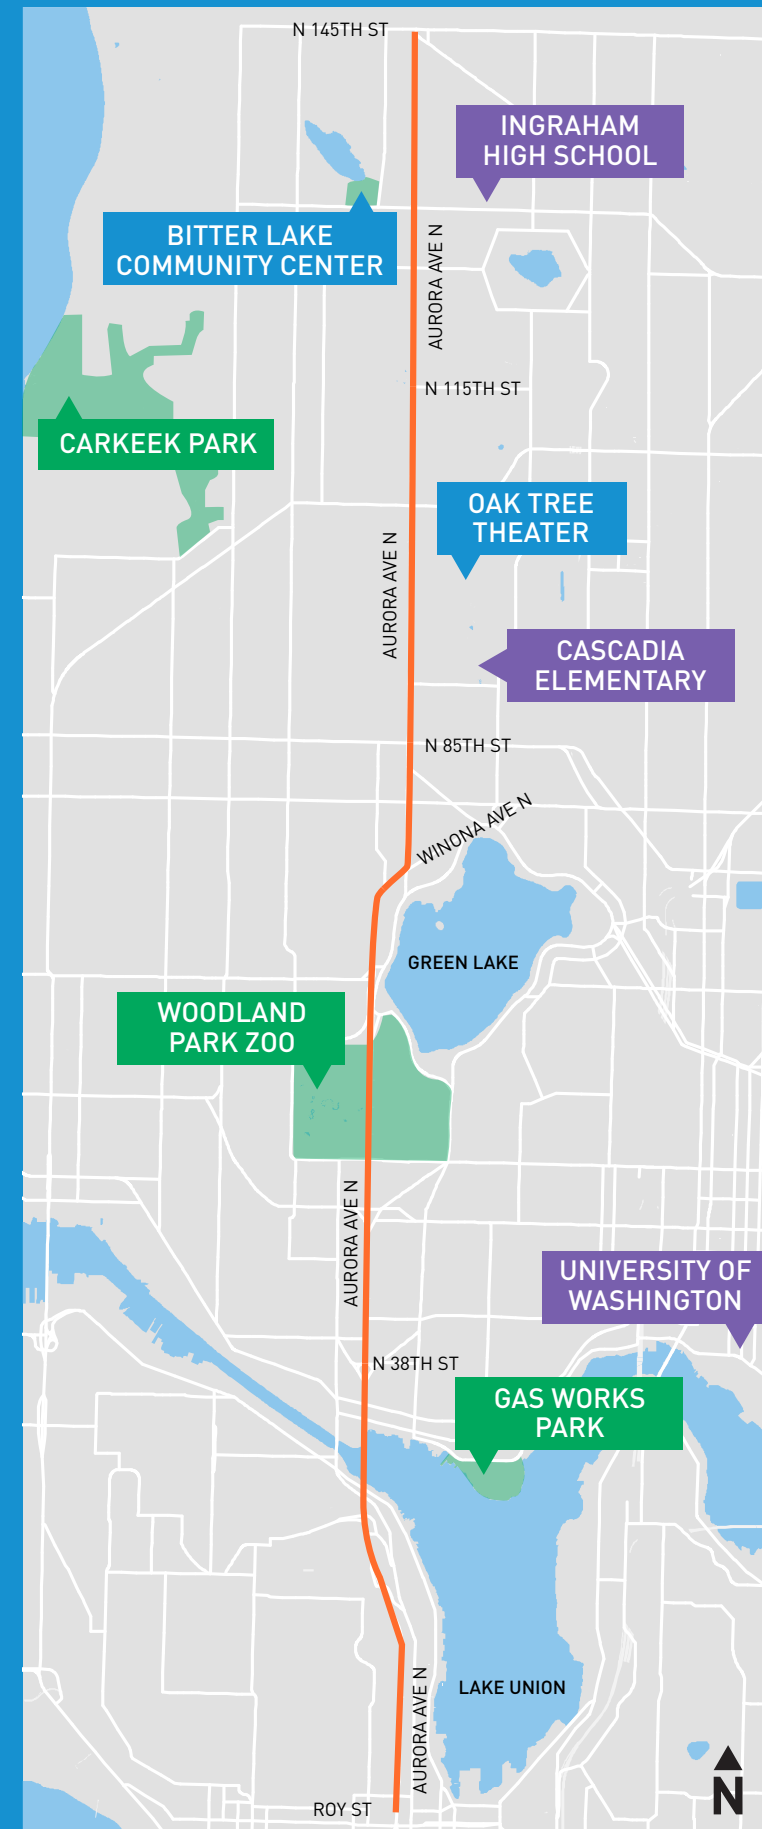 N 145TH ST
INGRAHAM
HIGH SCHOOL
BITTER LAKE
COMMUNITY CENTER
AURORA AVE N
N 115TH ST
CARKEEK PARK
OAK TREE
THEATER
AURORA AVE N
CASCADIA
ELEMENTARY
N 85TH ST
WINONA AVE N
GREEN LAKE
WOODLAND
PARK ZOO
AURORA AVE N
UNIVERSITY OF
WASHINGTON
N 38TH ST
GAS WORKS
PARK
LAKE UNION
AURORA AVE N
N
ROY ST